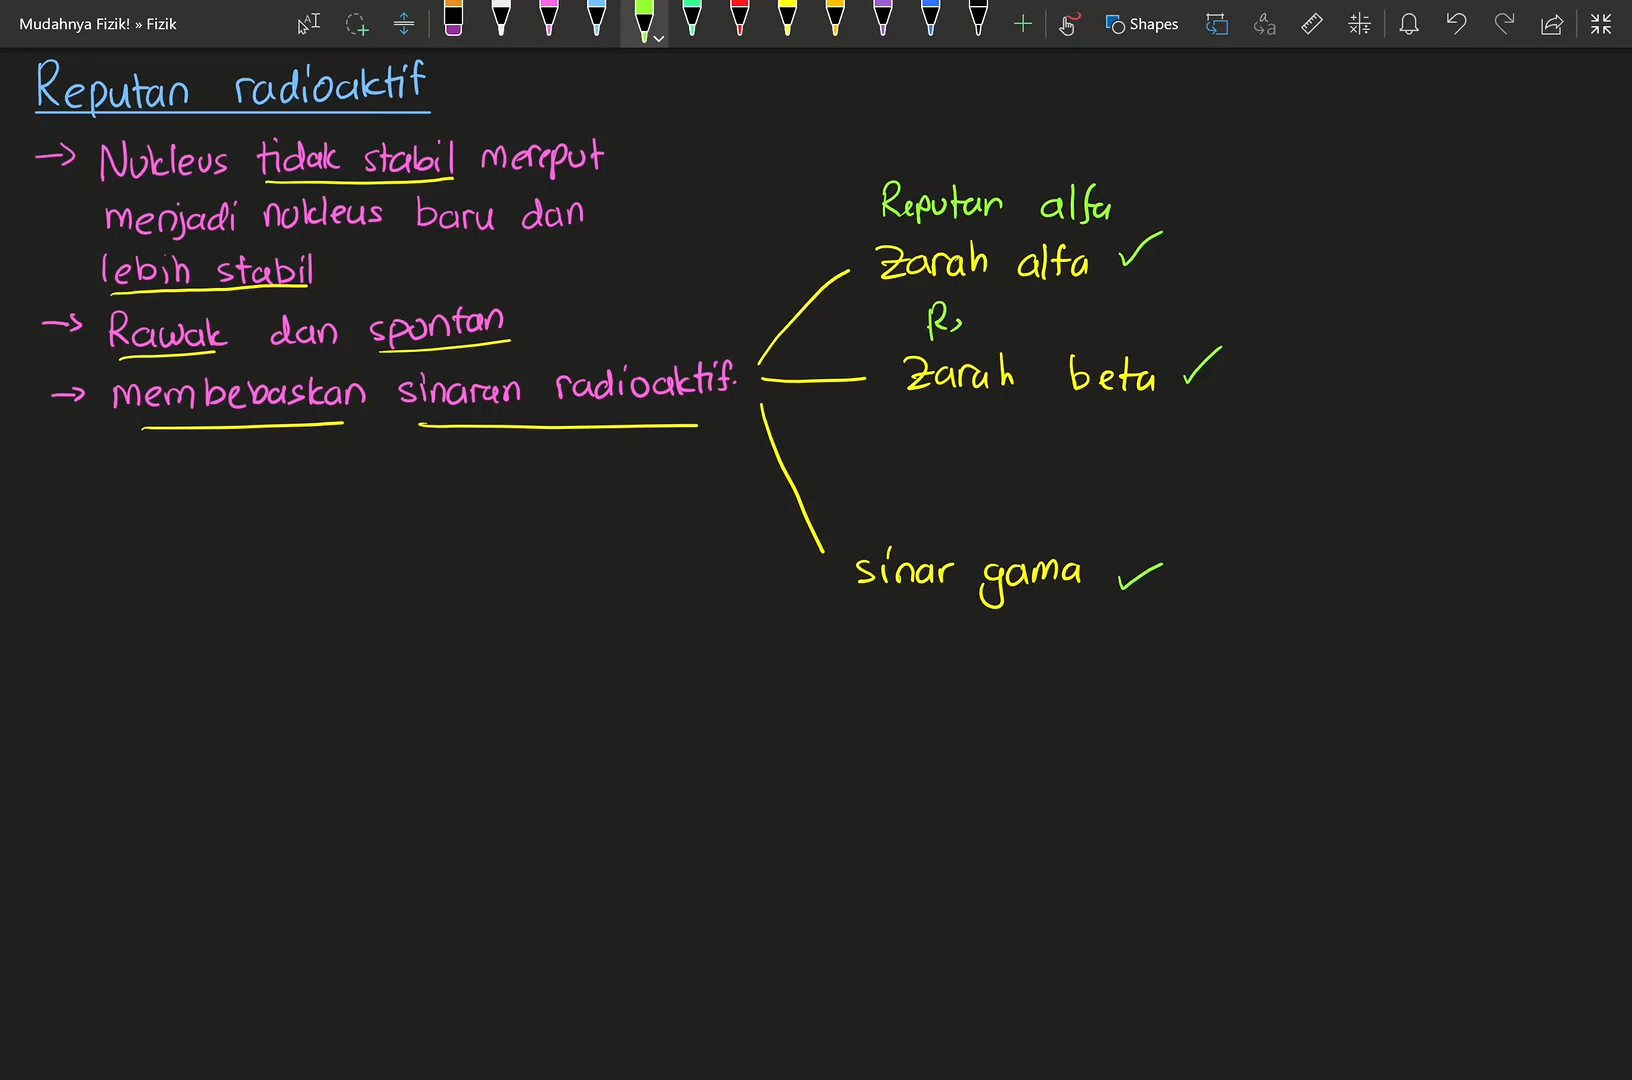 Mudahnya Fizik! » Fizik
Shapes
Reputan radioaktif
→ Nukleus tidak stabil mereput
menjadi nukleus baru dan
lebih stabil
→ Rawak dan spontan
→ membebaskan sinaran radioaktif.
Reputan alfa
Zarah alfa ✓
Zarah beta ✓
sinar gama ✓